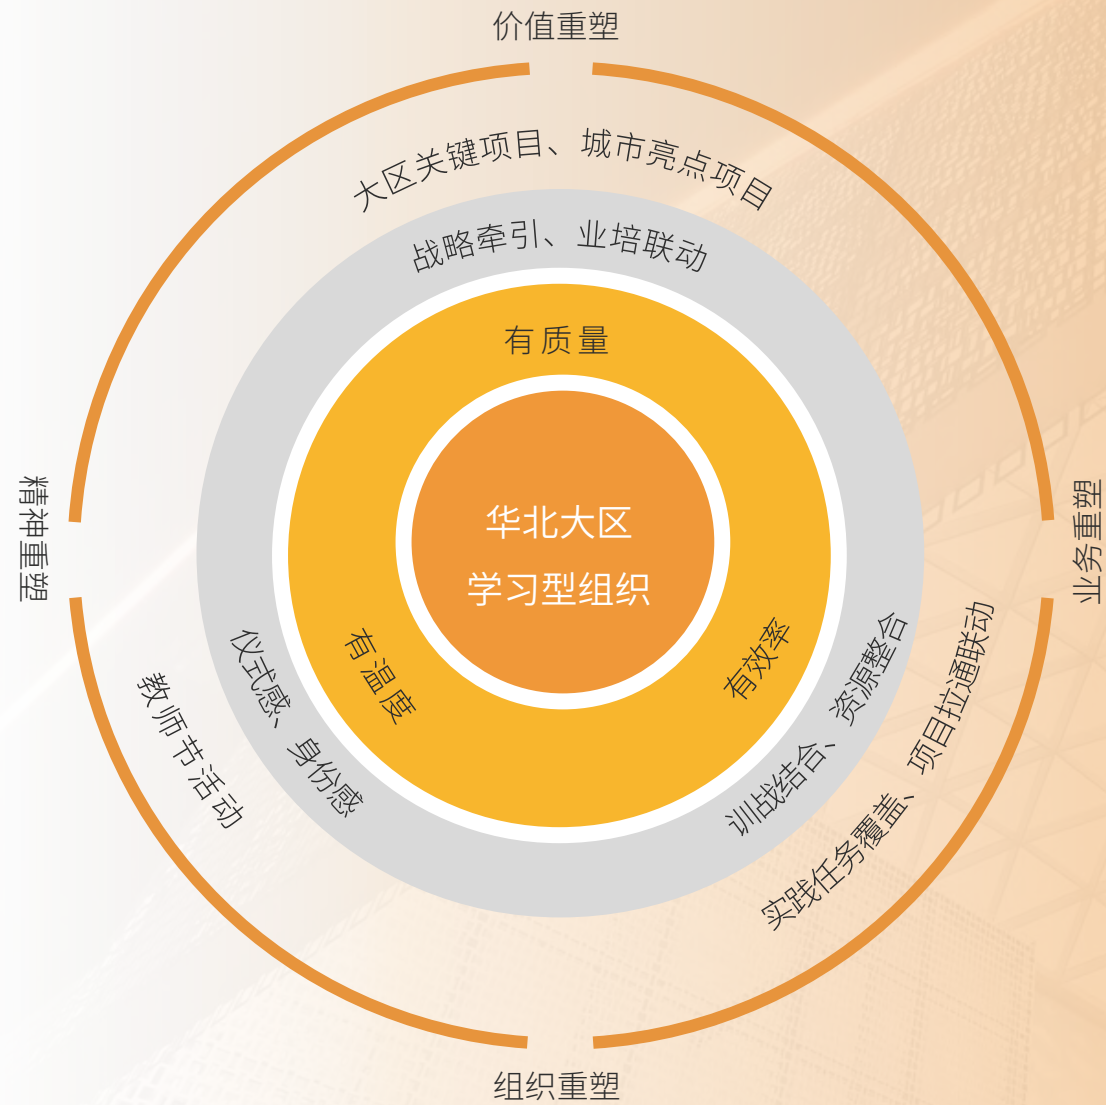 价值重塑
大区关键项目、城市亮点项目
战略牵引、业培联动
有质量
华北大区
学习型组织
精神重塑
业务重塑
有温度
有效率
仪式感、身份感
训战结合、资源整合
教师节活动
实践任务覆盖、项目拉通联动
组织重塑